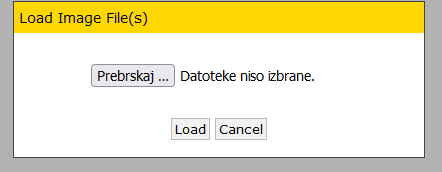 Load Image File(s)
Prebrskaj ... Datoteke niso izbrane.
Load Cancel